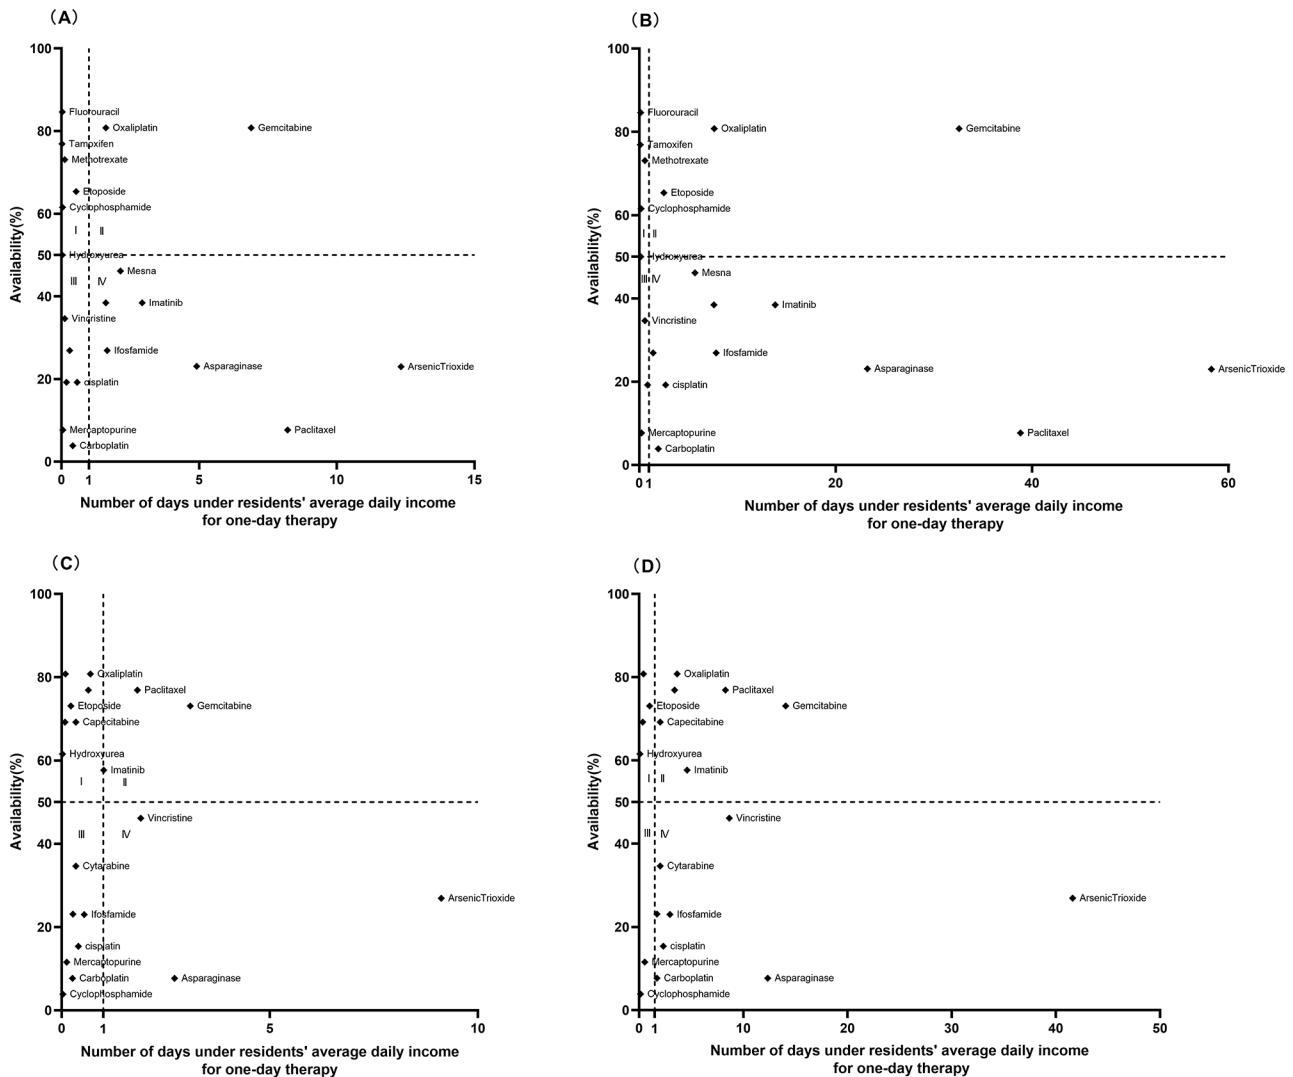 （A）
100
80
60
50
40
20
0
Availability(%)
Fluorouracil
Oxaliplatin
Gemcitabine
Tamoxifen
Methotrexate
Etoposide
Cyclophosphamide
Ⅰ Ⅱ
Hydroxyurea
Mesna
Ⅲ Ⅳ
Imatinib
Vincristine
Ifosfamide
Asparaginase
ArsenicTrioxide
cisplatin
Mercaptopurine
Paclitaxel
Carboplatin
0 1 5 10 15
Number of days under residents' average daily income
for one-day therapy
（B）
100
80
60
50
40
20
0
Availability(%)
Fluorouracil
Oxaliplatin
Gemcitabine
Tamoxifen
Methotrexate
Etoposide
Cyclophosphamide
Ⅰ Ⅱ
Hydroxyurea
Mesna
Ⅲ Ⅳ
Imatinib
Vincristine
Ifosfamide
Asparaginase
ArsenicTrioxide
cisplatin
Mercaptopurine
Paclitaxel
Carboplatin
0 1 20 40 60
Number of days under residents' average daily income
for one-day therapy
（C）
100
80
60
50
40
20
0
Availability(%)
Oxaliplatin
Paclitaxel
Etoposide
Gemcitabine
Capecitabine
Hydroxyurea
Imatinib
Ⅰ Ⅱ
Vincristine
Ⅲ Ⅳ
Cytarabine
ArsenicTrioxide
Ifosfamide
cisplatin
Mercaptopurine
Carboplatin
Asparaginase
Cyclophosphamide
0 1 5 10
Number of days under residents' average daily income
for one-day therapy
（D）
100
80
60
50
40
20
0
Availability(%)
Oxaliplatin
Paclitaxel
Etoposide
Gemcitabine
Capecitabine
Hydroxyurea
Imatinib
Ⅰ Ⅱ
Vincristine
Ⅲ Ⅳ
Cytarabine
ArsenicTrioxide
Ifosfamide
cisplatin
Mercaptopurine
Carboplatin
Asparaginase
Cyclophosphamide
0 1 10 20 30 40 50
Number of days under residents' average daily income
for one-day therapy